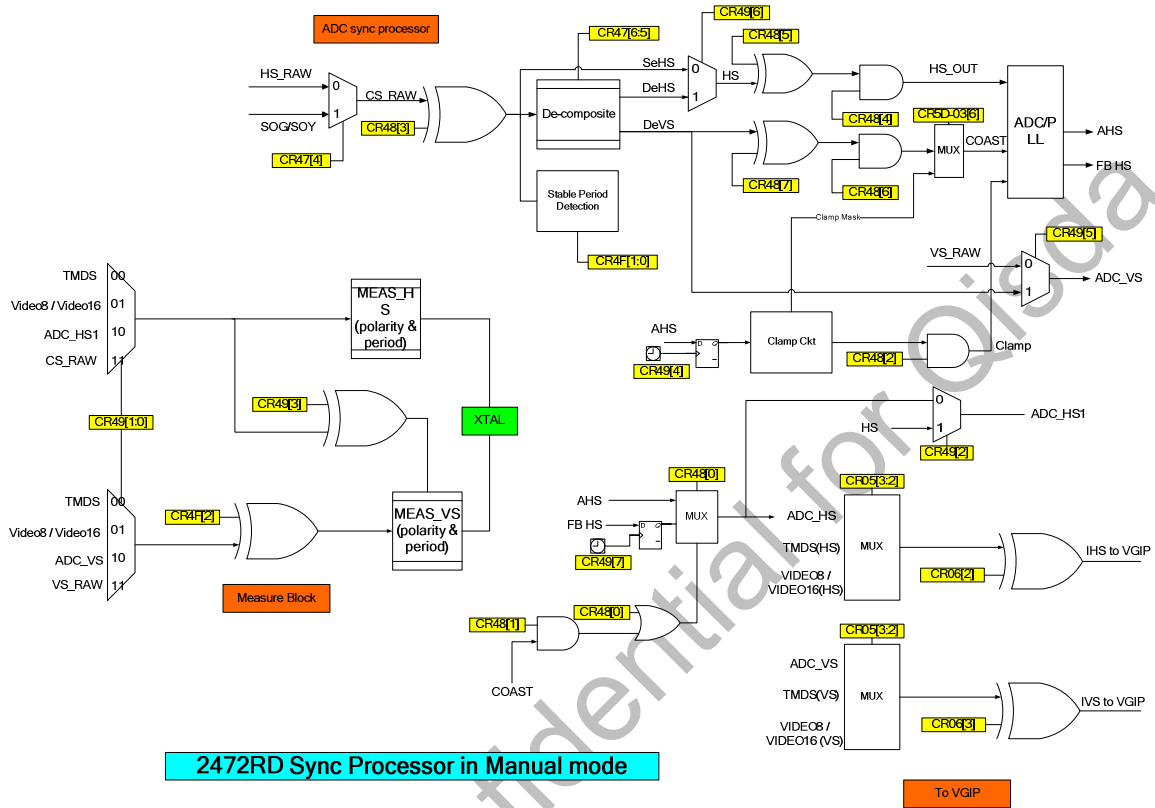 ADC sync processor
CR49[6]
CR47[6:5]
CR48[5]
HS_RAW
0
1
CS_RAW
SOG/SOY
CR48[3]
CR47[4]
SeHS
0
HS
DeHS
1
De-composite
DeVS
Stable Period
Detection
CR4F[1:0]
HS_OUT
CR48[4]
CR5D-03[6]
MUX
COAST
CR48[7]
CR48[6]
ADC/P
LL
AHS
FB HS
Clamp Mask
CR49[5]
VS_RAW
0
1
ADC_VS
AHS
D
CR49[4]
Clamp Ckt
CR48[2]
Clamp
TMDS
00
Video8 / Video16
01
ADC_HS1
10
CS_RAW
11
MEAS_H
S
(polarity &
period)
CR49[1:0]
CR49[3]
XTAL
TMDS
00
Video8 / Video16
01
ADC_VS
10
VS_RAW
11
CR4F[2]
MEAS_VS
(polarity &
period)
Measure Block
0
HS
1
ADC_HS1
CR49[2]
CR48[0]
AHS
FB HS
D
CR49[7]
MUX
ADC_HS
CR48[1]
CR48[0]
COAST
CR05[3:2]
TMDS(HS)
MUX
VIDEO8 /
VIDEO16(HS)
CR06[2]
IHS to VGIP
CR05[3:2]
ADC_VS
TMDS(VS)
MUX
VIDEO8 /
VIDEO16 (VS)
CR06[3]
IVS to VGIP
2472RD Sync Processor in Manual mode
To VGIP
fidential for Qisda